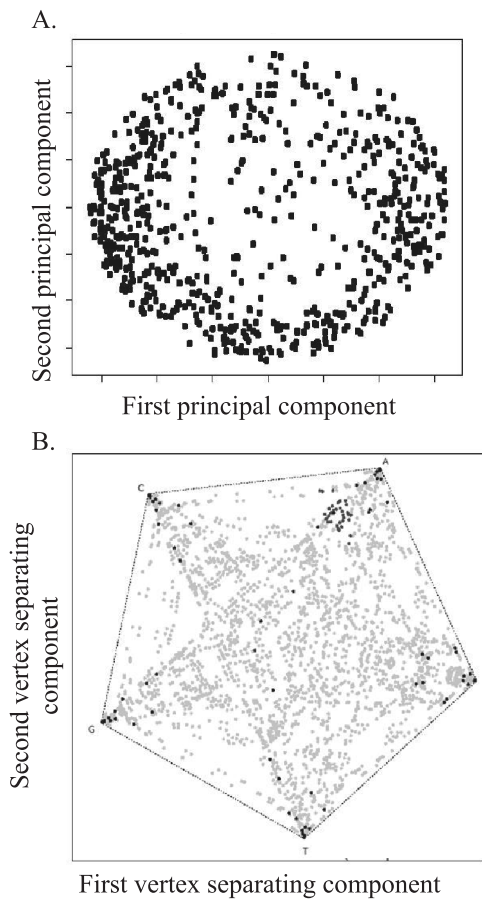 A.
Second principal component
First principal component
B.
C
A
G
T
Second vertex separating
component
First vertex separating component